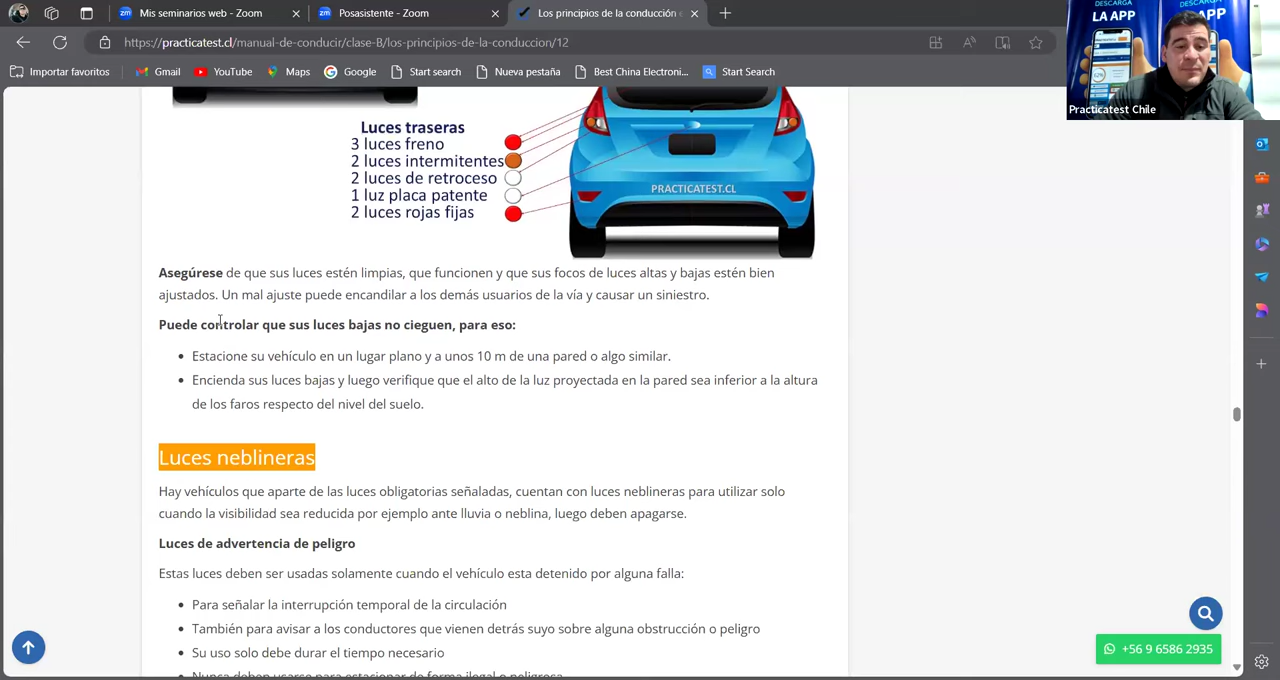 Mis seminarios web - Zoom
Posasistente - Zoom
Los principios de la conducción e
https://practicatest.cl/manual-de-conducir/clase-B/los-principios-de-la-conduccion/12
Importar favoritos
Gmail
YouTube
Maps
Google
Start search
Nueva pestaña
Best China Electroni...
Start Search
DESCARGA
LA APP
Practicatest Chile
Luces traseras
3 luces freno
2 luces intermitentes
2 luces de retroceso
1 luz placa patente
2 luces rojas fijas
PRACTICATEST.CL
Asegúrese de que sus luces estén limpias, que funcionen y que sus focos de luces altas y bajas estén bien
ajustados. Un mal ajuste puede encandilar a los demás usuarios de la vía y causar un siniestro.
Puede controlar que sus luces bajas no cieguen, para eso:
Estacione su vehículo en un lugar plano y a unos 10 m de una pared o algo similar.
Encienda sus luces bajas y luego verifique que el alto de la luz proyectada en la pared sea inferior a la altura
de los faros respecto del nivel del suelo.
Luces neblineras
Hay vehículos que aparte de las luces obligatorias señaladas, cuentan con luces neblineras para utilizar solo
cuando la visibilidad sea reducida por ejemplo ante lluvia o neblina, luego deben apagarse.
Luces de advertencia de peligro
Estas luces deben ser usadas solamente cuando el vehículo esta detenido por alguna falla:
Para señalar la interrupción temporal de la circulación
También para avisar a los conductores que vienen detrás suyo sobre alguna obstrucción o peligro
Su uso solo debe durar el tiempo necesario
Nunca deben usarse para estacionar de forma ilegal o peligrosa
+56 9 6586 2935